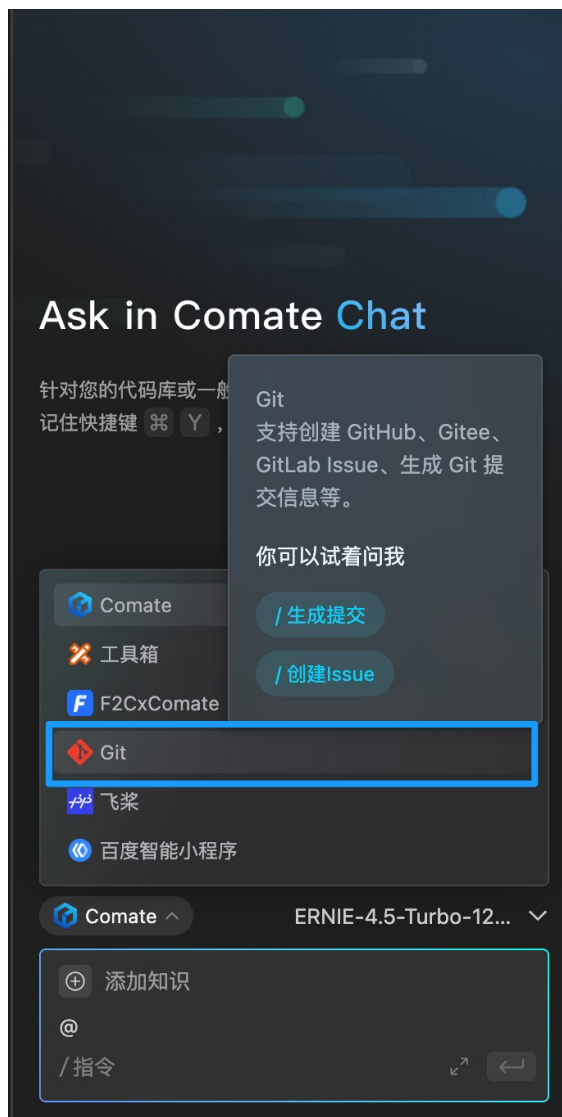 Ask in Comate Chat
针对您的代码库或一般
记住快捷键 ⌘ Y ，
Git
支持创建 GitHub、Gitee、
GitLab Issue、生成 Git 提
交信息等。
你可以试着问我
/ 生成提交
/ 创建Issue
Comate
工具箱
F2CxComate
Git
飞桨
百度智能小程序
Comate
ERNIE-4.5-Turbo-12...
添加知识
@
/ 指令